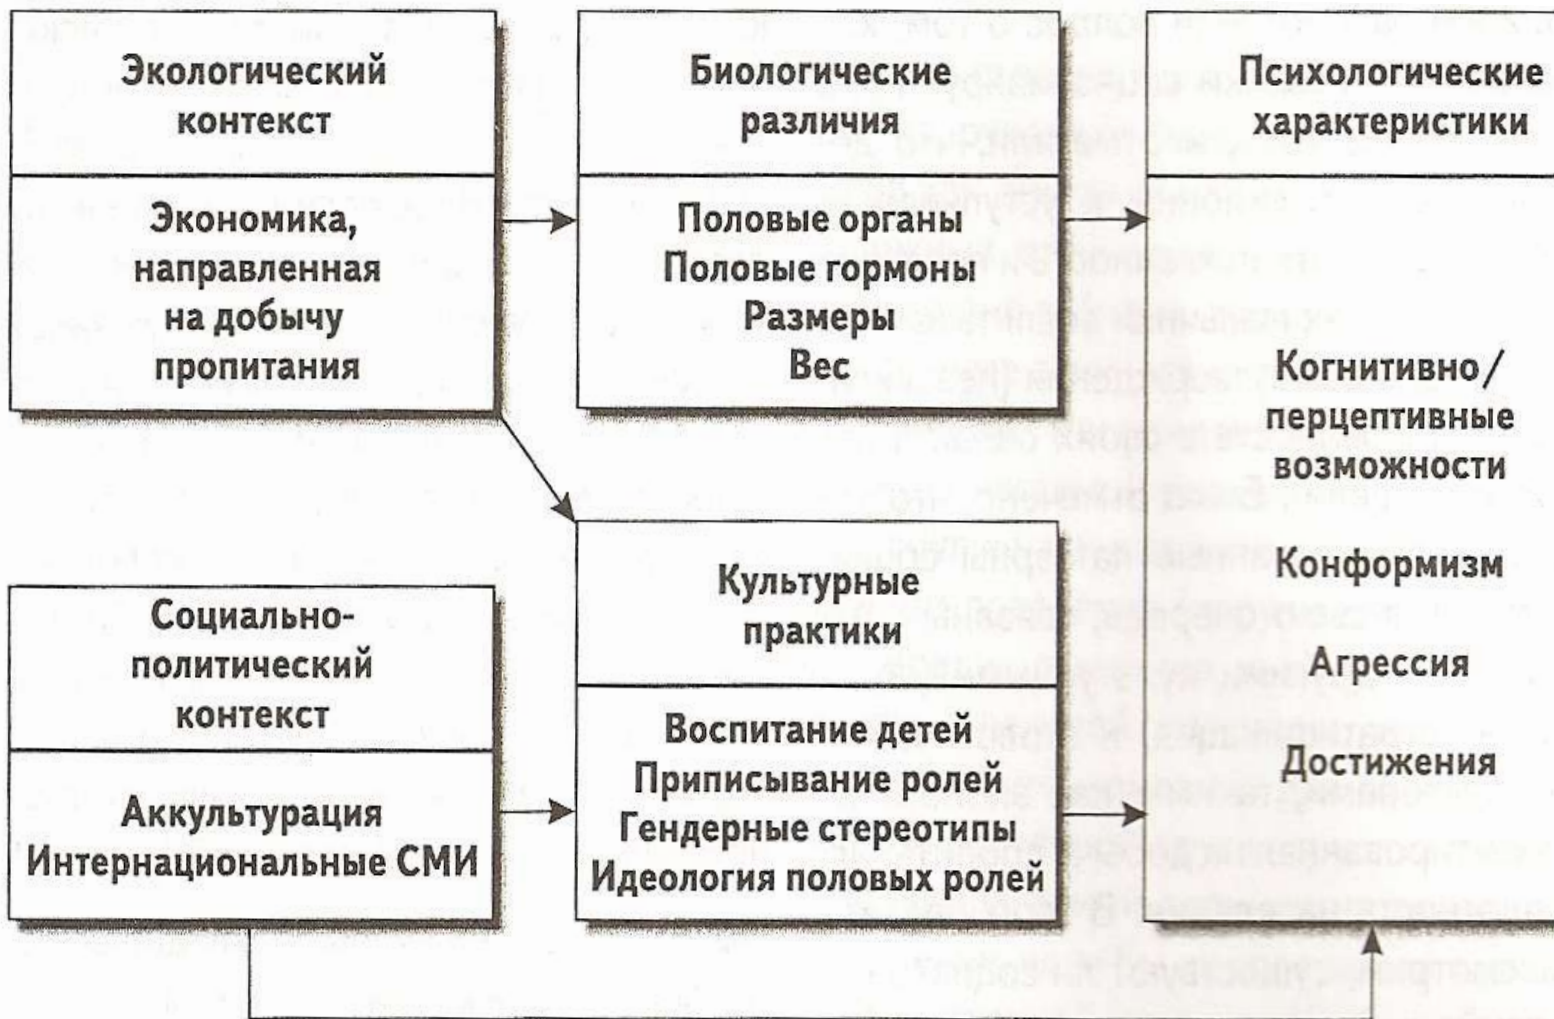 Экологический
контекст
Экономика,
направленная
на добычу
пропитания
Биологические
различия
Половые органы
Половые гормоны
Размеры
Вес
Психологические
характеристики
Когнитивно/
перцептивные
возможности
Конформизм
Агрессия
Достижения
Социально-
политический
контекст
Аккультурация
Интернациональные СМИ
Культурные
практики
Воспитание детей
Приписывание ролей
Гендерные стереотипы
Идеология половых ролей